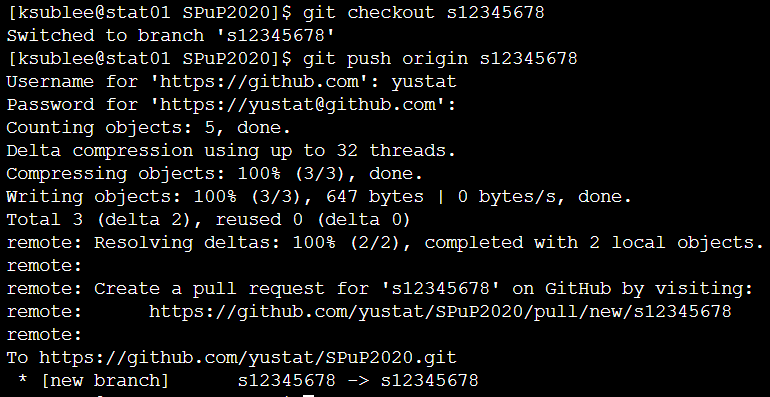 [ksublee@stat01 SPuP2020]$ git checkout s12345678
Switched to branch 's12345678'
[ksublee@stat01 SPuP2020]$ git push origin s12345678
Username for 'https://github.com': yustat
Password for 'https://yustat@github.com':
Counting objects: 5, done.
Delta compression using up to 32 threads.
Compressing objects: 100% (3/3), done.
Writing objects: 100% (3/3), 647 bytes | 0 bytes/s, done.
Total 3 (delta 2), reused 0 (delta 0)
remote: Resolving deltas: 100% (2/2), completed with 2 local objects.
remote:
remote: Create a pull request for 's12345678' on GitHub by visiting:
remote:      https://github.com/yustat/SPuP2020/pull/new/s12345678
remote:
To https://github.com/yustat/SPuP2020.git
 * [new branch]      s12345678 -> s12345678